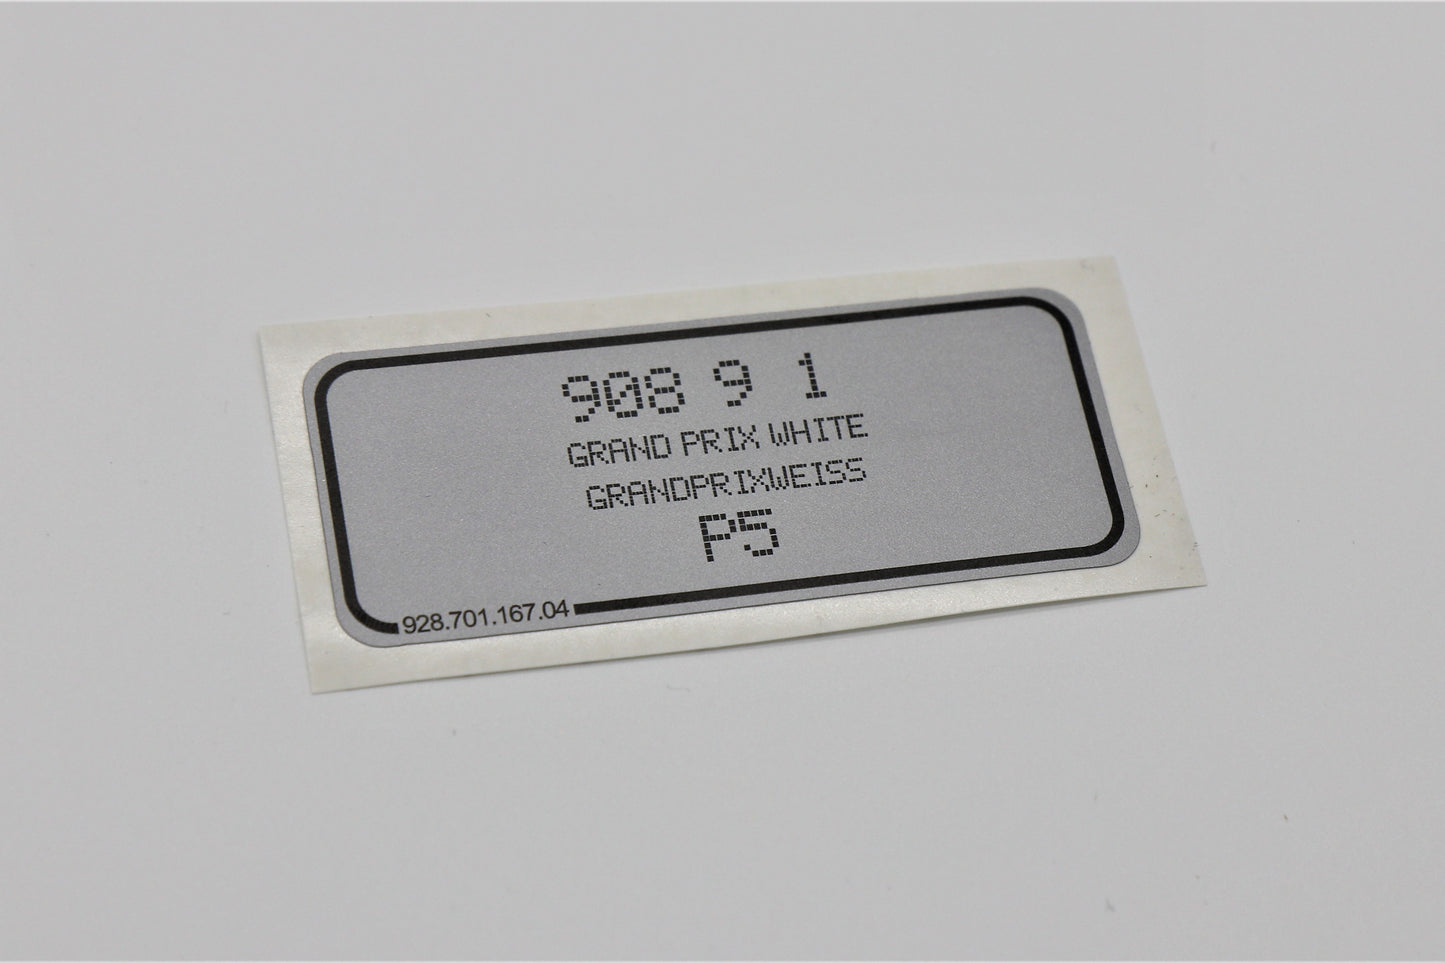 908 9 1
GRAND PRIX WHITE
GRANDPRIXWEISS
P5
928.701.167.04